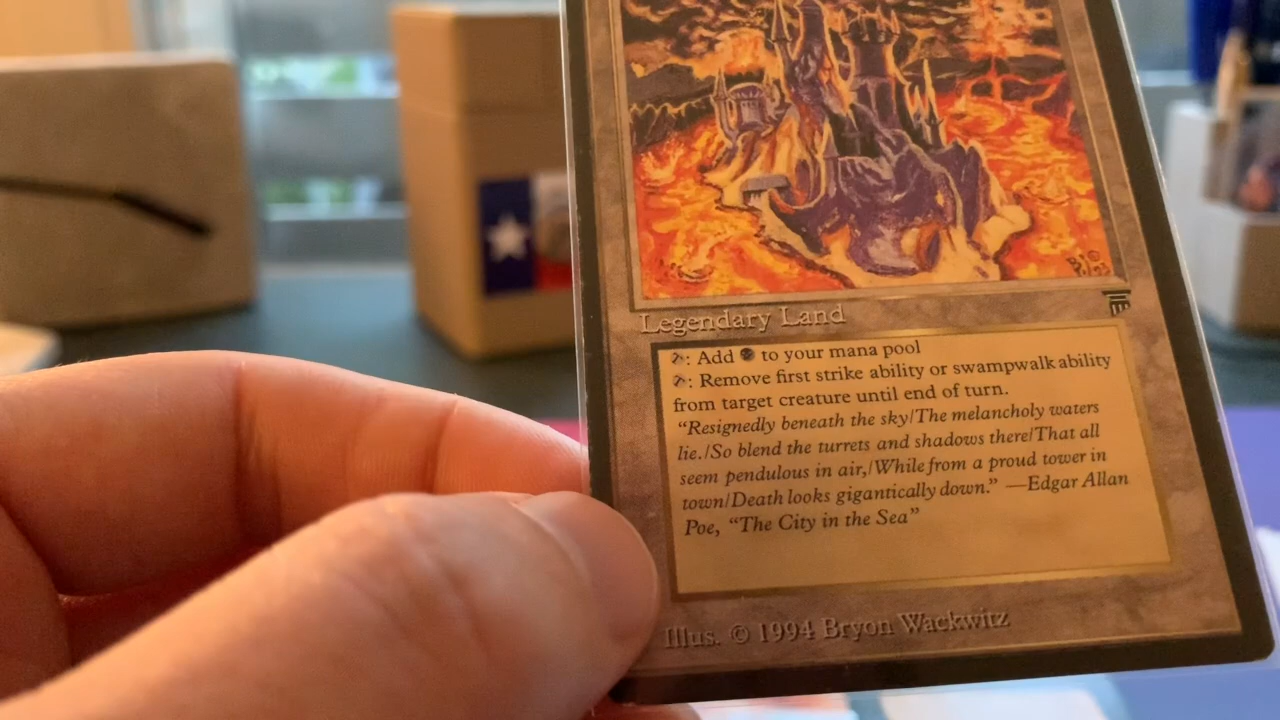 Legendary Land
: Add to your mana pool
: Remove first strike ability or swampwalk ability
from target creature until end of turn.
“Resignedly beneath the sky/The melancholy waters
lie./So blend the turrets and shadows there/That all
seem pendulous in air,/While from a proud tower in
town/Death looks gigantically down.” —Edgar Allan
Poe, “The City in the Sea”
Illus. © 1994 Bryon Wackwitz